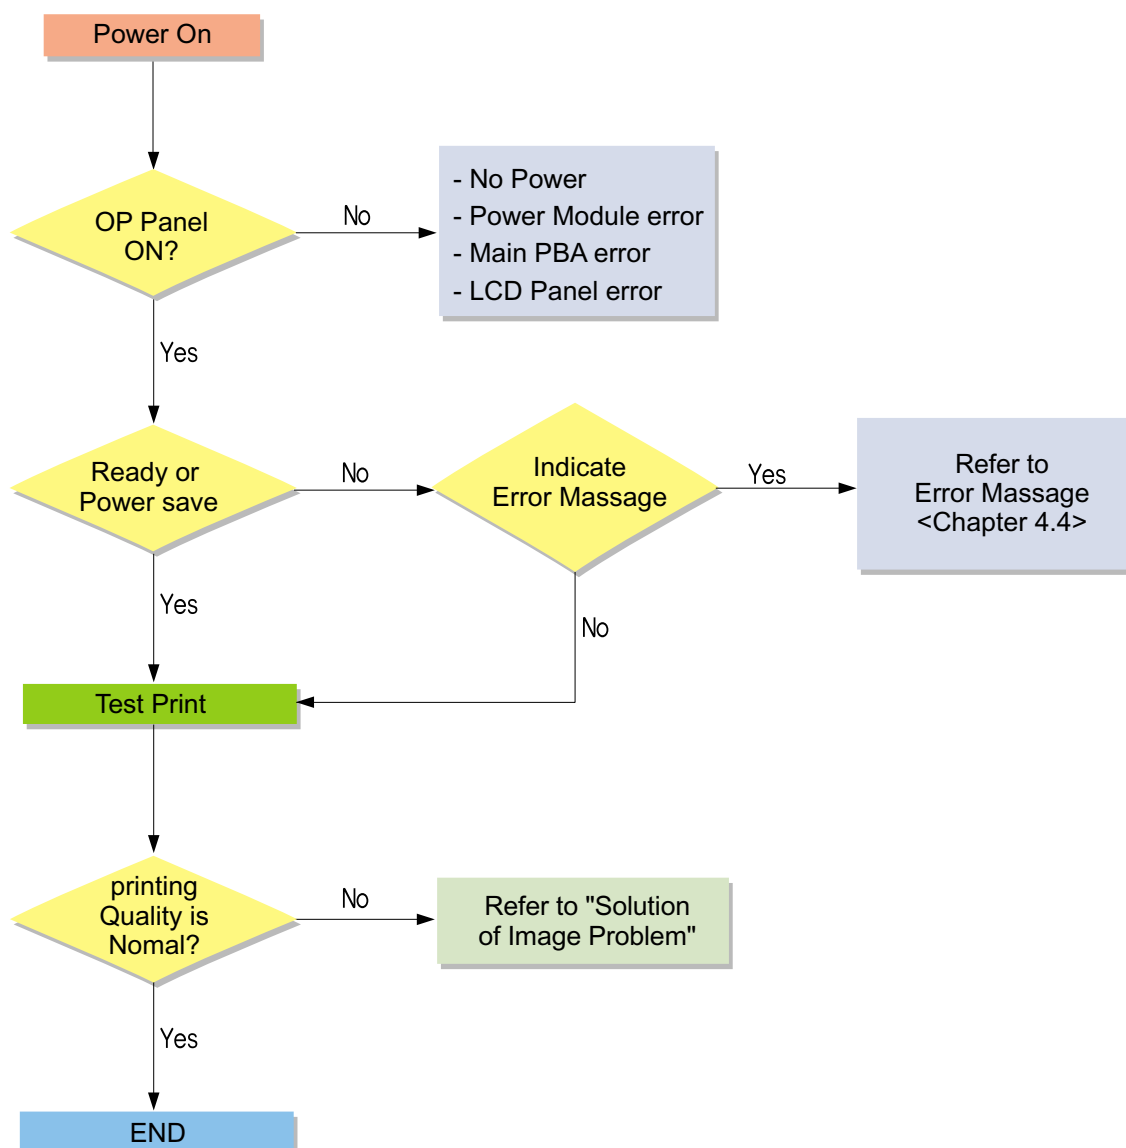 Power On
OP Panel
ON?
No
- No Power
- Power Module error
- Main PBA error
- LCD Panel error
Yes
Ready or
Power save
No
Indicate
Error Massage
Yes
Refer to
Error Massage
<Chapter 4.4>
Yes
No
Test Print
printing
Quality is
Nomal?
No
Refer to "Solution
of Image Problem"
Yes
END